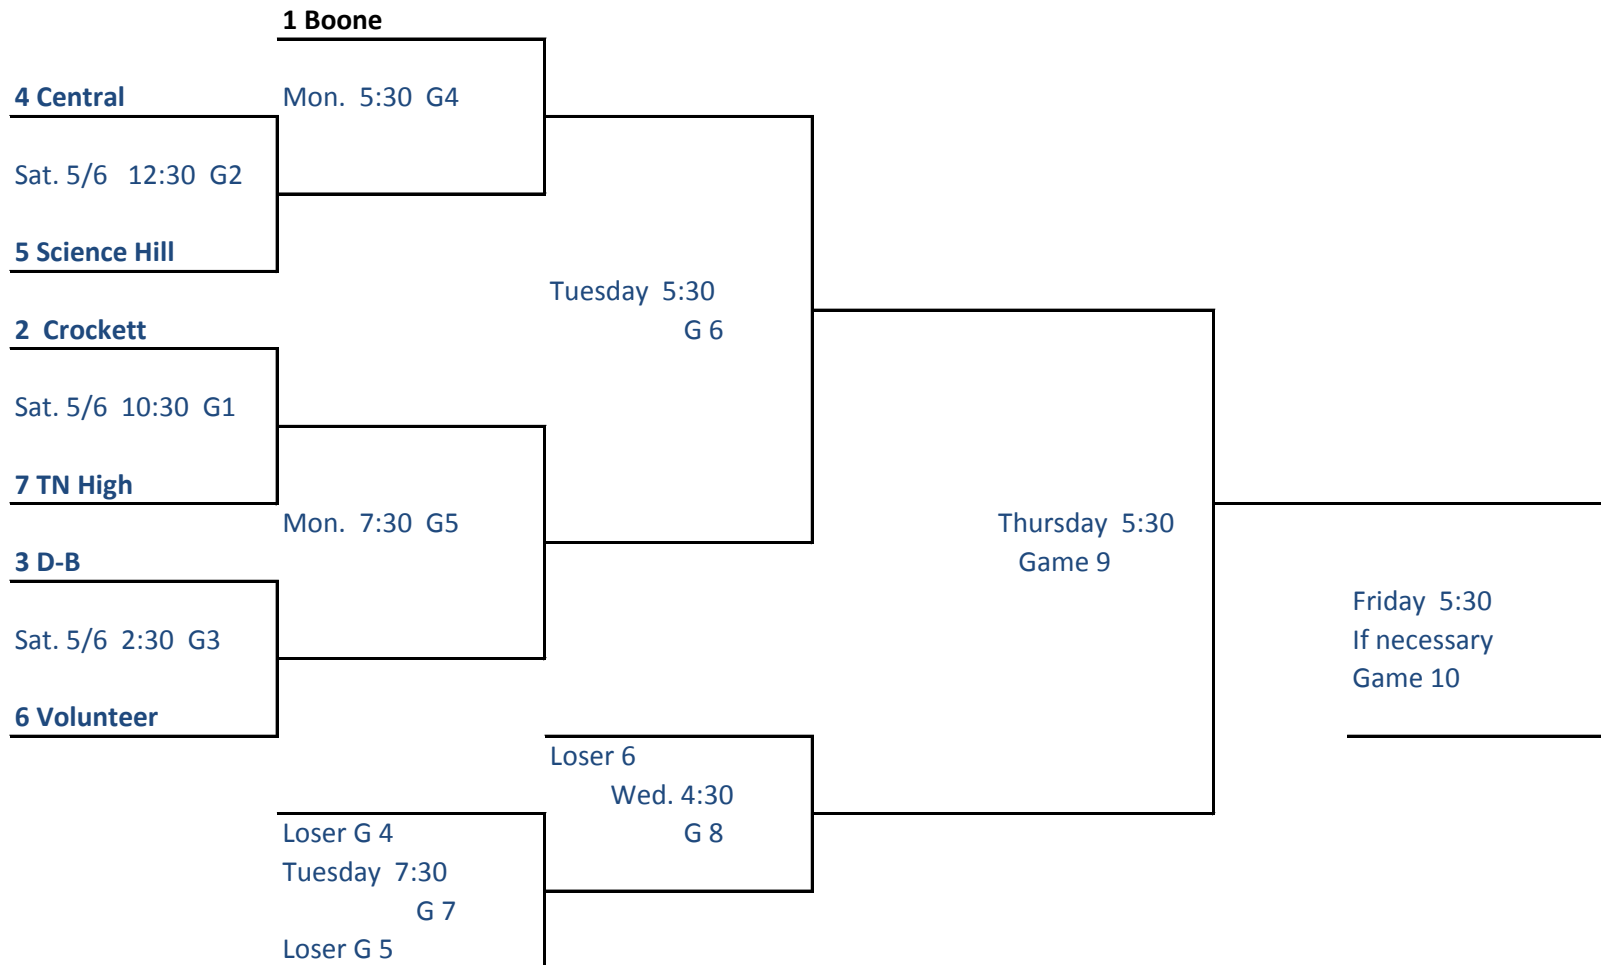 1 Boone
4 Central
Mon.  5:30  G4
Sat. 5/6   12:30  G2
5 Science Hill
Tuesday  5:30
G 6
2  Crockett
Sat. 5/6  10:30  G1
7 TN High
Mon.  7:30  G5
Thursday  5:30
Game 9
3 D-B
Friday  5:30
If necessary
Game 10
Sat. 5/6  2:30  G3
6 Volunteer
Loser 6
Wed. 4:30
G 8
Loser G 4
Tuesday  7:30
G 7
Loser G 5